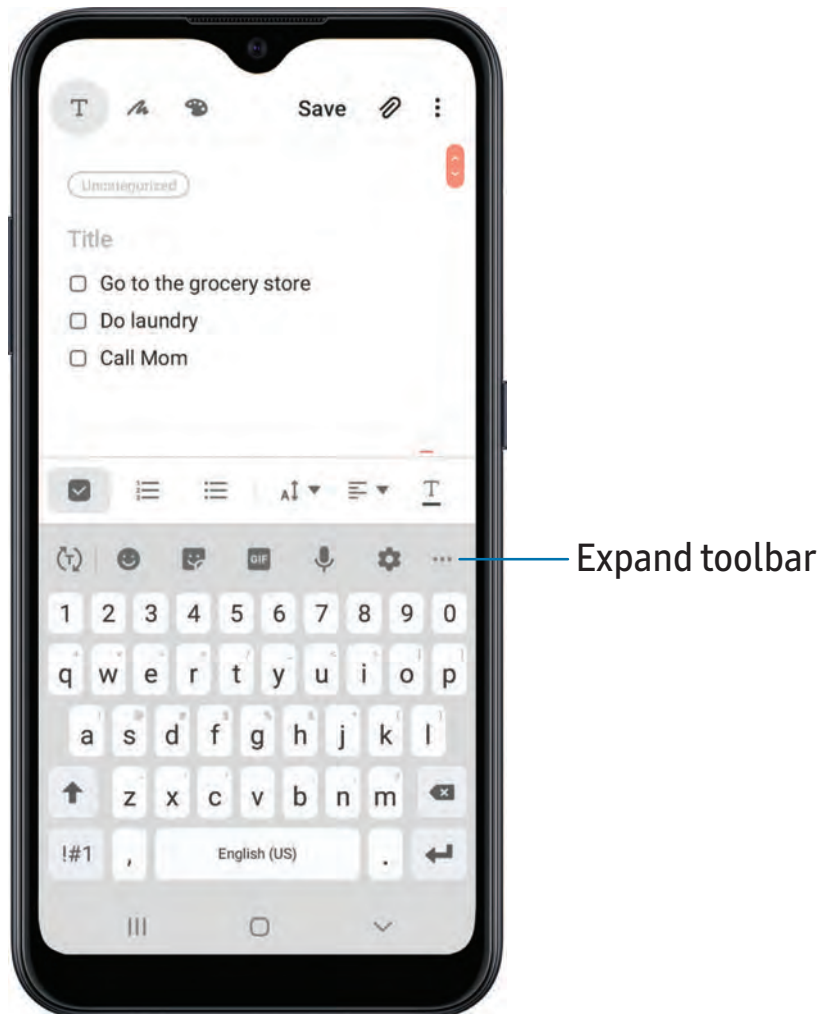 T Save
Uncategorized
Title
Go to the grocery store
Do laundry
Call Mom
A T
T GIF
Expand toolbar
1 2 3 4 5 6 7 8 9 0
q w e r t y u i o p
a s d f g h j k l
z x c v b n m
!#1 , English (US) .